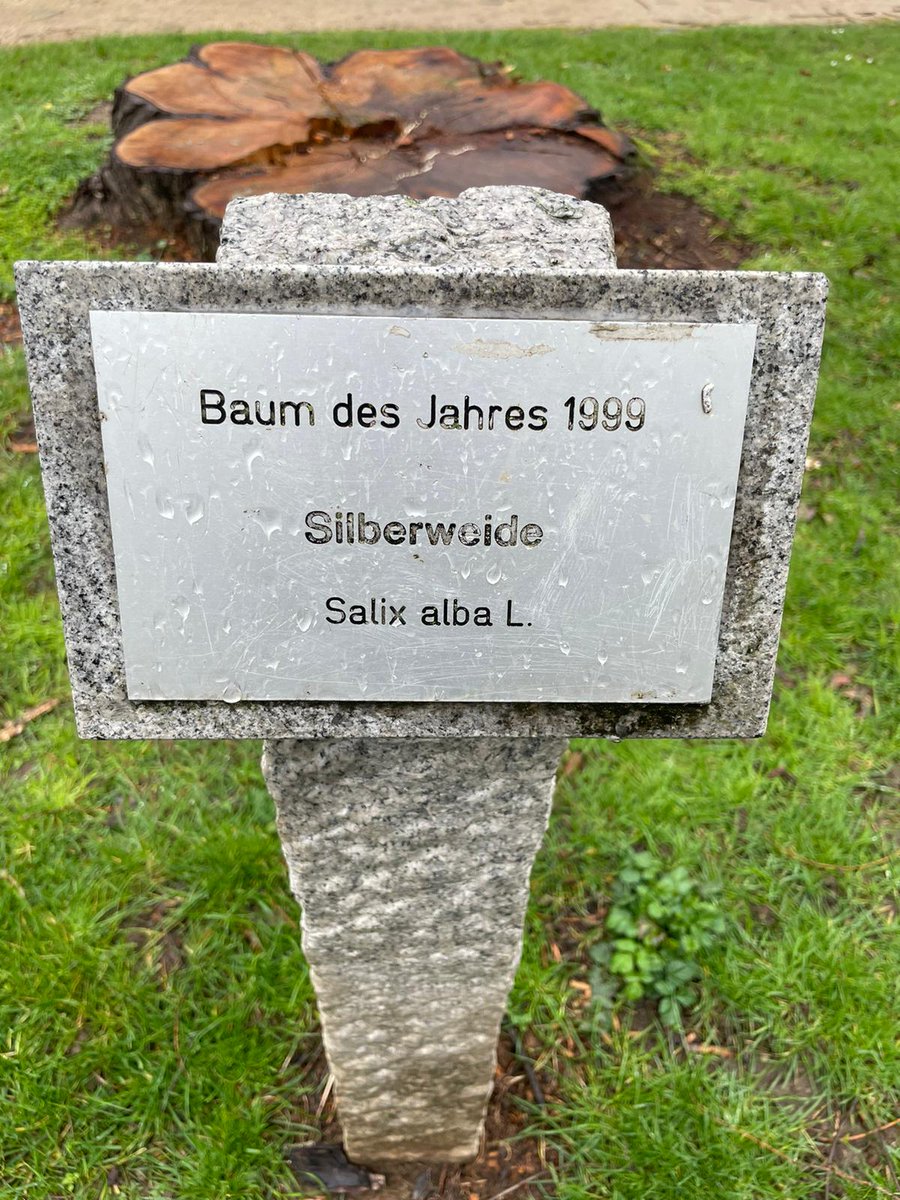 Baum des Jahres 1999
Silberweide
Salix alba L.